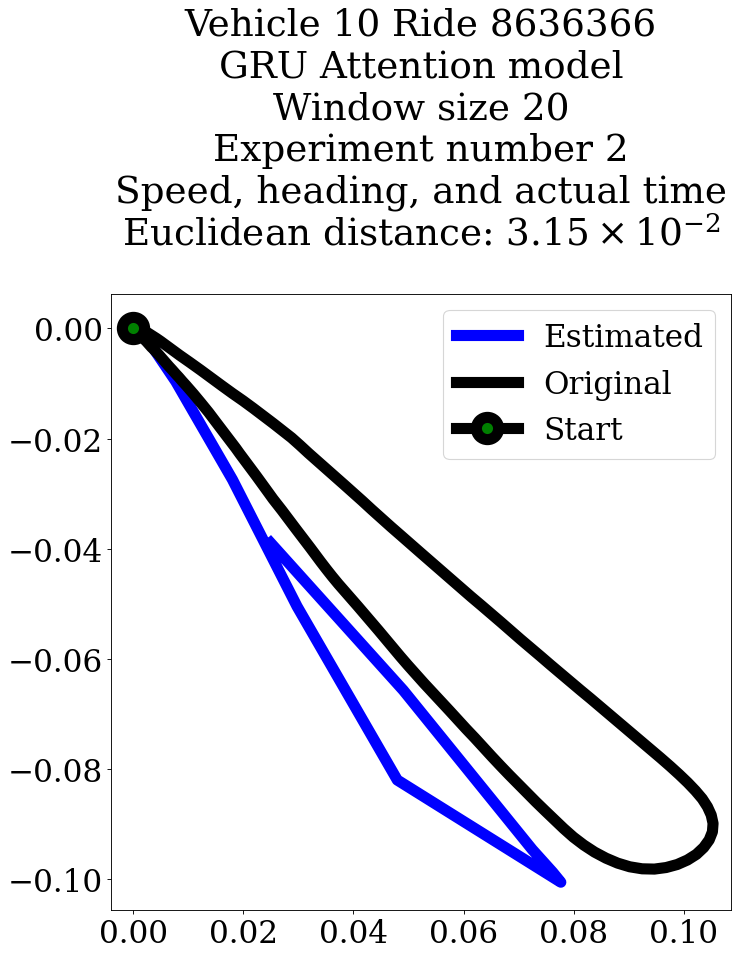 Vehicle 10 Ride 8636366
GRU Attention model
Window size 20
Experiment number 2
Speed, heading, and actual time
Euclidean distance: 3.15 × 10⁻²
Estimated
Original
Start
0.00
−0.02
−0.04
−0.06
−0.08
−0.10
0.00 0.02 0.04 0.06 0.08 0.10